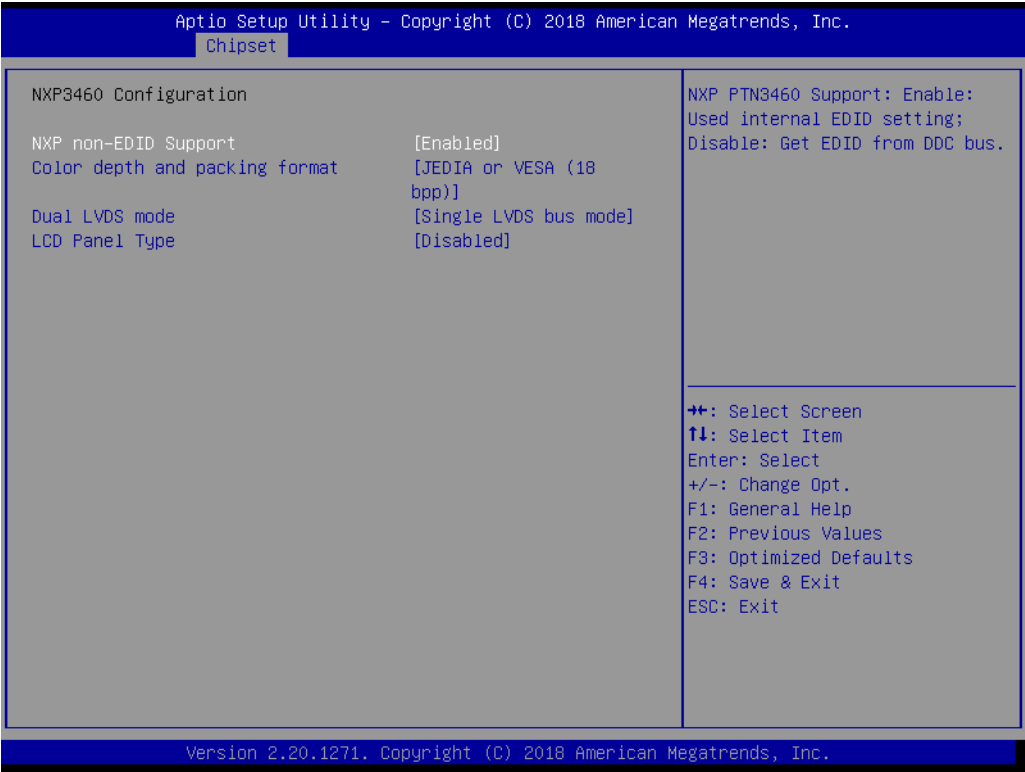 Aptio Setup Utility – Copyright (C) 2018 American Megatrends, Inc.
Chipset
NXP3460 Configuration
NXP non-EDID Support [Enabled]
Color depth and packing format [JEDIA or VESA (18
bpp)]
Dual LVDS mode [Single LVDS bus mode]
LCD Panel Type [Disabled]
NXP PTN3460 Support: Enable:
Used internal EDID setting;
Disable: Get EDID from DDC bus.
→←: Select Screen
↑↓: Select Item
Enter: Select
+/-: Change Opt.
F1: General Help
F2: Previous Values
F3: Optimized Defaults
F4: Save & Exit
ESC: Exit
Version 2.20.1271. Copyright (C) 2018 American Megatrends, Inc.